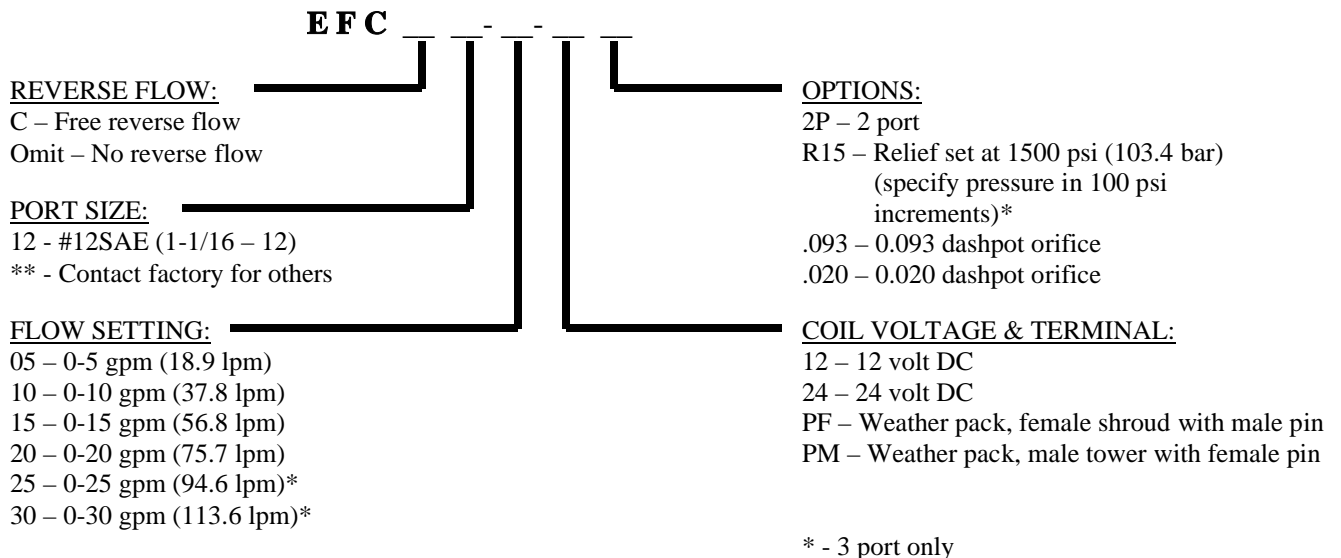 E F C __ __- __- __ __
REVERSE FLOW:
C – Free reverse flow
Omit – No reverse flow
PORT SIZE:
12 - #12SAE (1-1/16 – 12)
** - Contact factory for others
FLOW SETTING:
05 – 0-5 gpm (18.9 lpm)
10 – 0-10 gpm (37.8 lpm)
15 – 0-15 gpm (56.8 lpm)
20 – 0-20 gpm (75.7 lpm)
25 – 0-25 gpm (94.6 lpm)*
30 – 0-30 gpm (113.6 lpm)*
OPTIONS:
2P – 2 port
R15 – Relief set at 1500 psi (103.4 bar)
(specify pressure in 100 psi
increments)*
.093 – 0.093 dashpot orifice
.020 – 0.020 dashpot orifice
COIL VOLTAGE & TERMINAL:
12 – 12 volt DC
24 – 24 volt DC
PF – Weather pack, female shroud with male pin
PM – Weather pack, male tower with female pin
* - 3 port only